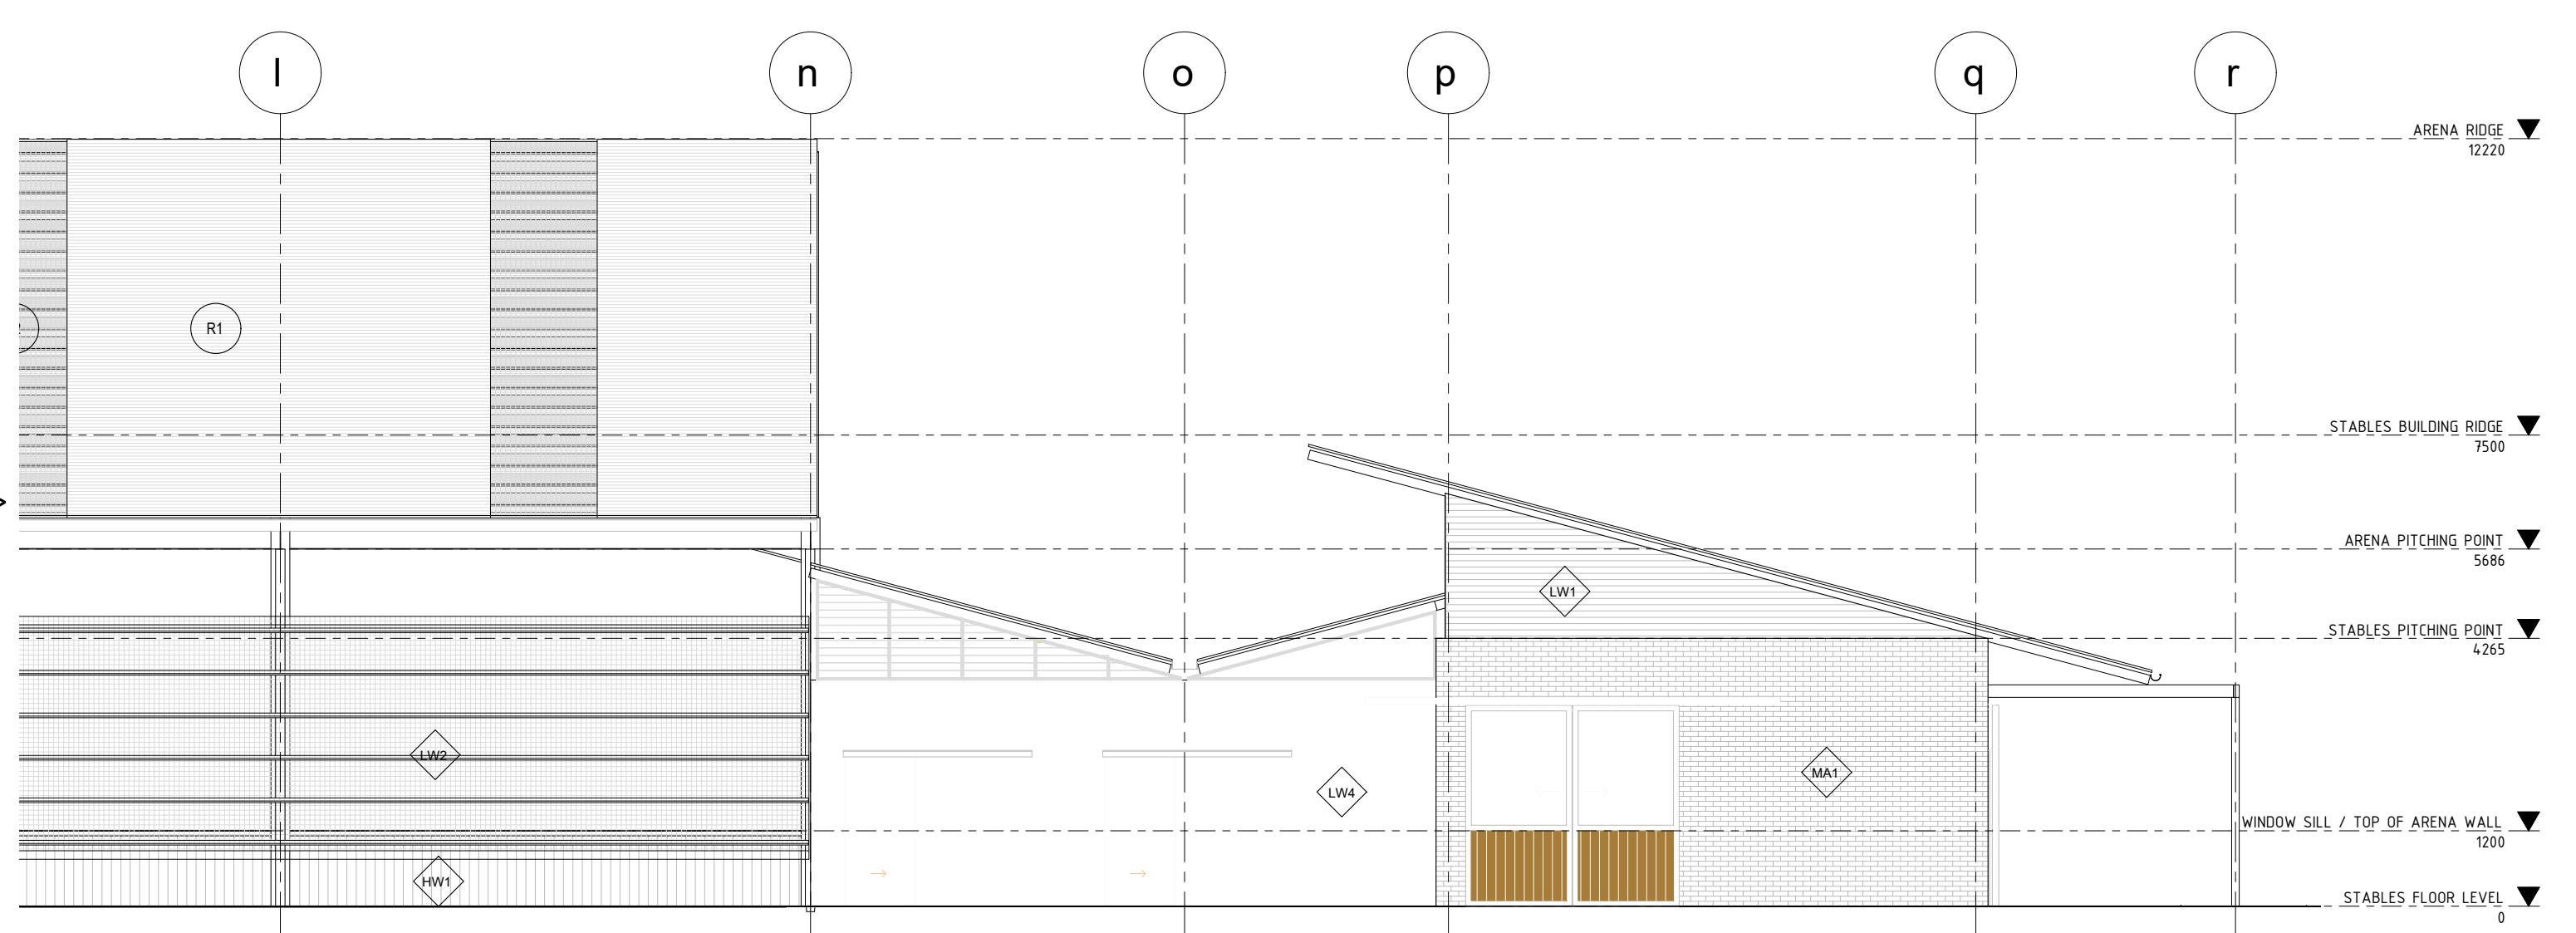 l
n
o
p
q
r
ARENA RIDGE
12220
R1
STABLES BUILDING RIDGE
7500
ARENA PITCHING POINT
5686
LW1
STABLES PITCHING POINT
4265
LW2
MA1
LW4
WINDOW SILL / TOP OF ARENA WALL
1200
HW1
STABLES FLOOR LEVEL
0